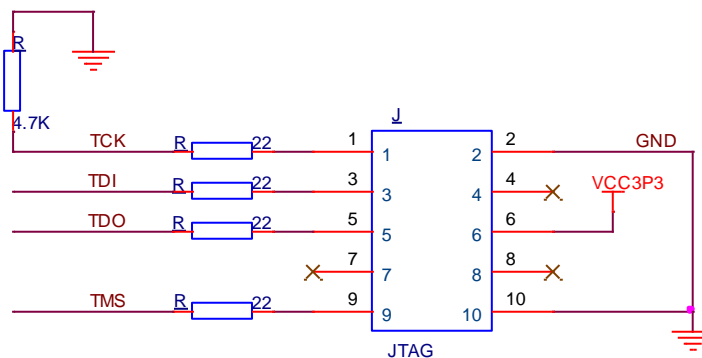 R
4.7K
J
TCK R 22 1 1 2 2 GND
TDI R 22 3 3 4 4 VCC3P3
TDO R 22 5 5 6 6
7 7 8 8
TMS R 22 9 9 10 10
JTAG